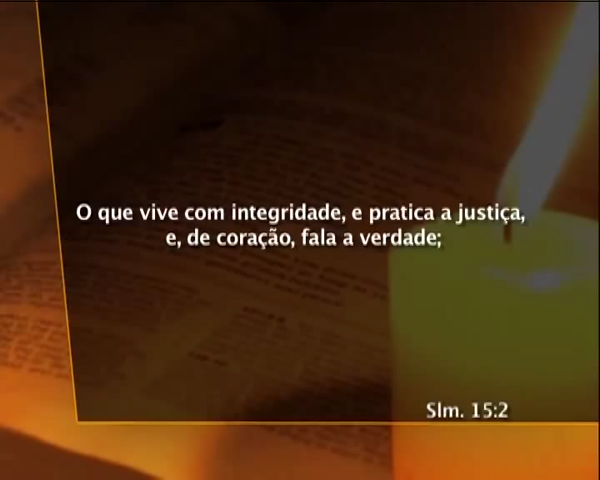 O que vive com integridade, e pratica a justiça,
e, de coração, fala a verdade;
Slm. 15:2